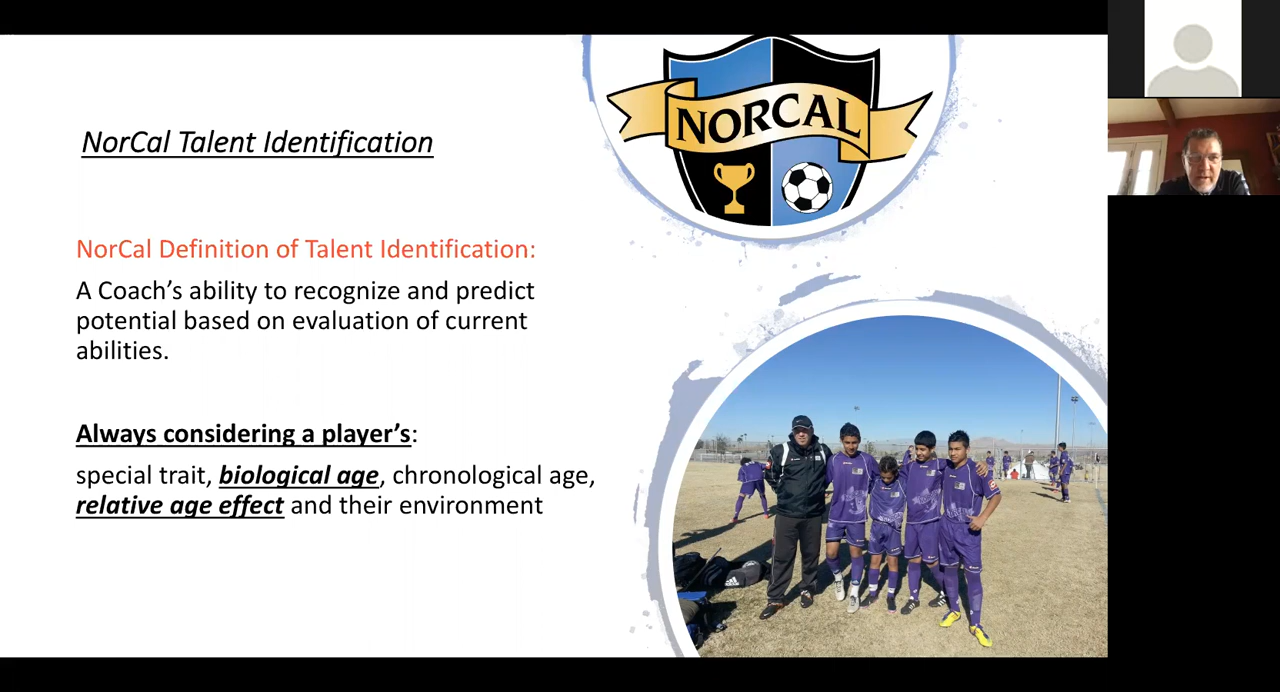 NORCAL
NorCal Talent Identification
NorCal Definition of Talent Identification:
A Coach’s ability to recognize and predict
potential based on evaluation of current
abilities.
Always considering a player’s:
special trait, biological age, chronological age,
relative age effect and their environment